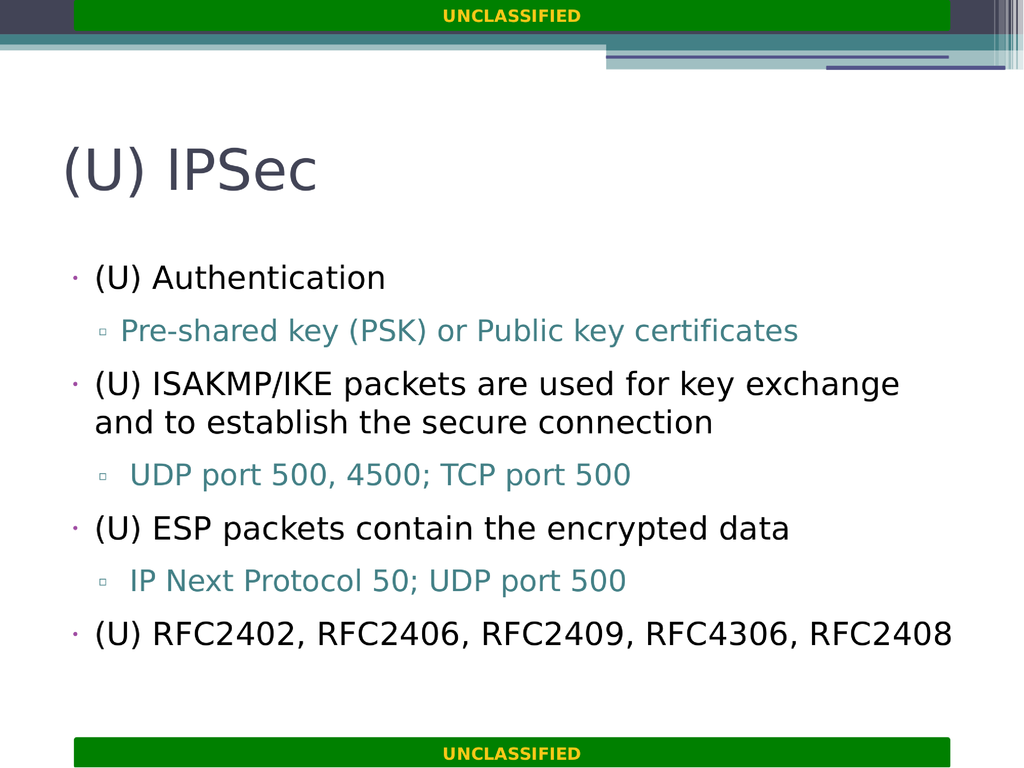 UNCLASSIFIED
(U) IPSec
· (U) Authentication
▫ Pre-shared key (PSK) or Public key certificates
· (U) ISAKMP/IKE packets are used for key exchange
and to establish the secure connection
▫ UDP port 500, 4500; TCP port 500
· (U) ESP packets contain the encrypted data
▫ IP Next Protocol 50; UDP port 500
· (U) RFC2402, RFC2406, RFC2409, RFC4306, RFC2408
UNCLASSIFIED